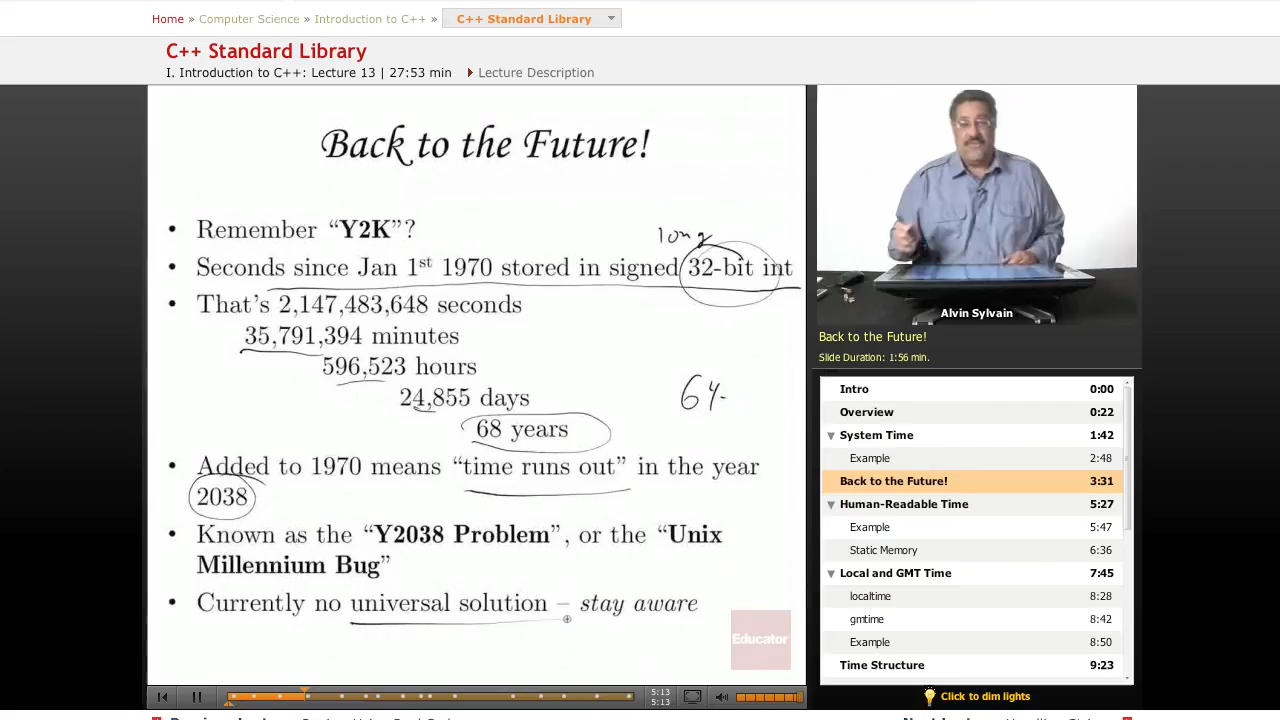 Home » Computer Science » Introduction to C++ » C++ Standard Library
C++ Standard Library
I. Introduction to C++: Lecture 13 | 27:53 min Lecture Description
Back to the Future!
• Remember “Y2K”?
long
• Seconds since Jan 1st 1970 stored in signed 32-bit int
• That's 2,147,483,648 seconds
35,791,394 minutes
596,523 hours
24,855 days
64
68 years
• Added to 1970 means “time runs out” in the year
2038
• Known as the “Y2038 Problem”, or the “Unix
Millennium Bug”
• Currently no universal solution – stay aware
Educator
Alvin Sylvain
Back to the Future!
Slide Duration: 1:56 min.
Intro 0:00
Overview 0:22
System Time 1:42
Example 2:48
Back to the Future! 3:31
Human-Readable Time 5:27
Example 5:47
Static Memory 6:36
Local and GMT Time 7:45
localtime 8:28
gmtime 8:42
Example 8:50
Time Structure 9:23
5:13
5:13
Click to dim lights